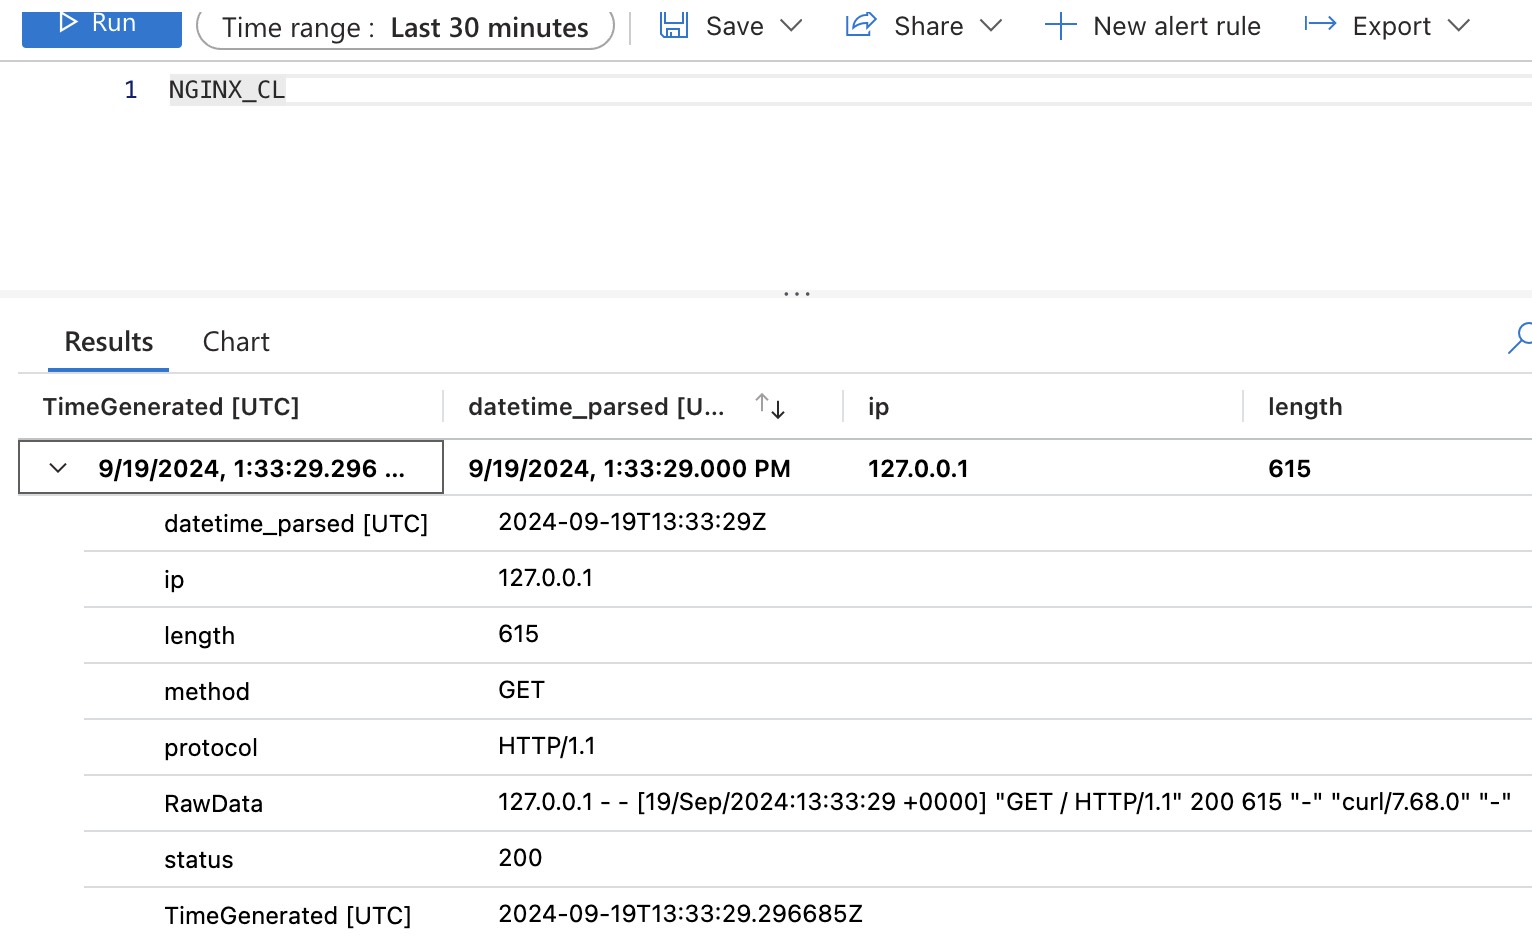 Run Time range : Last 30 minutes Save Share New alert rule Export
1 NGINX_CL
...
Results Chart
TimeGenerated [UTC] datetime_parsed [U... ip length
9/19/2024, 1:33:29.296 ... 9/19/2024, 1:33:29.000 PM 127.0.0.1 615
datetime_parsed [UTC] 2024-09-19T13:33:29Z
ip 127.0.0.1
length 615
method GET
protocol HTTP/1.1
RawData 127.0.0.1 - - [19/Sep/2024:13:33:29 +0000] "GET / HTTP/1.1" 200 615 "-" "curl/7.68.0" "-"
status 200
TimeGenerated [UTC] 2024-09-19T13:33:29.296685Z